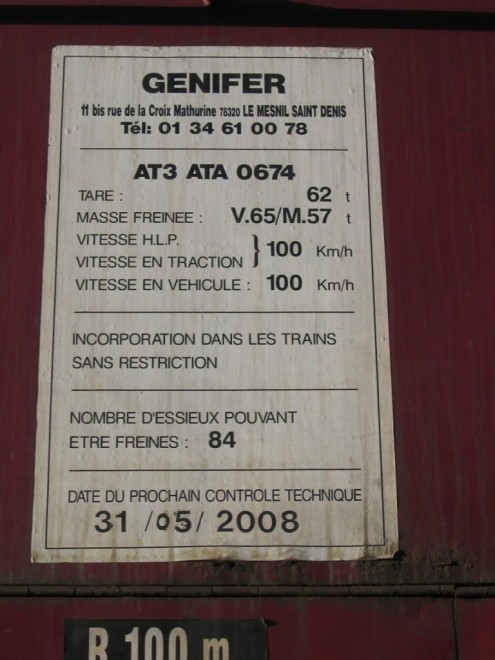 GENIFER
11 bis rue de la Croix Mathurine 78320 LE MESNIL SAINT DENIS
Tél: 01 34 61 00 78
AT3 ATA 0674
TARE : 62 t
MASSE FREINEE : V.65/M.57 t
VITESSE H.L.P.
VITESSE EN TRACTION } 100 Km/h
VITESSE EN VEHICULE : 100 Km/h
INCORPORATION DANS LES TRAINS
SANS RESTRICTION
NOMBRE D'ESSIEUX POUVANT
ETRE FREINES : 84
DATE DU PROCHAIN CONTROLE TECHNIQUE
31 /05/ 2008
R 100 m